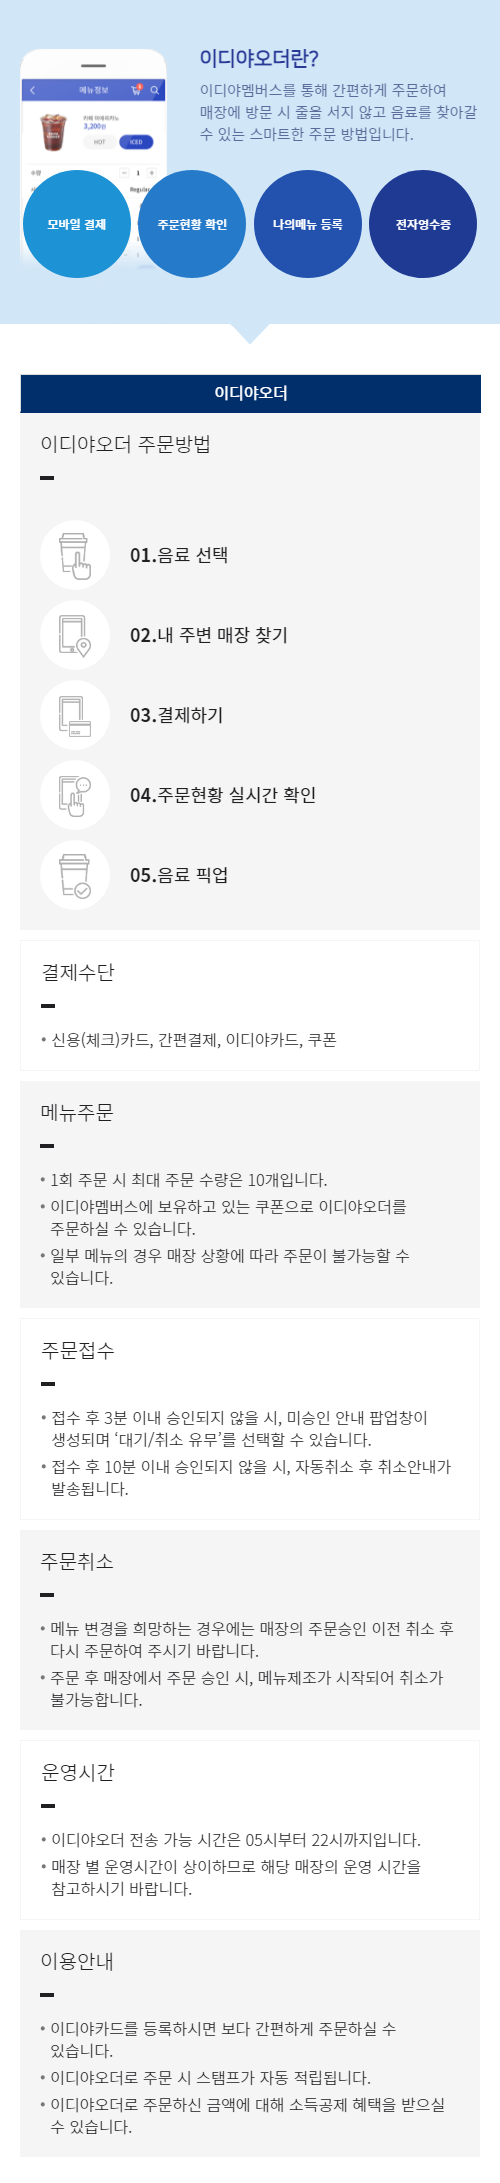 이디야오더란?
이디야멤버스를 통해 간편하게 주문하여
매장에 방문 시 줄을 서지 않고 음료를 찾아갈
수 있는 스마트한 주문 방법입니다.
메뉴정보
카페 아메리카노
3,200원
HOT
ICED
수량
1
Regular
모바일 결제
주문현황 확인
나의메뉴 등록
전자영수증
이디야오더
이디야오더 주문방법
01.음료 선택
02.내 주변 매장 찾기
03.결제하기
04.주문현황 실시간 확인
05.음료 픽업
결제수단
• 신용(체크)카드, 간편결제, 이디야카드, 쿠폰
메뉴주문
• 1회 주문 시 최대 주문 수량은 10개입니다.
• 이디야멤버스에 보유하고 있는 쿠폰으로 이디야오더를
주문하실 수 있습니다.
• 일부 메뉴의 경우 매장 상황에 따라 주문이 불가능할 수
있습니다.
주문접수
• 접수 후 3분 이내 승인되지 않을 시, 미승인 안내 팝업창이
생성되며 ‘대기/취소 유무’를 선택할 수 있습니다.
• 접수 후 10분 이내 승인되지 않을 시, 자동취소 후 취소안내가
발송됩니다.
주문취소
• 메뉴 변경을 희망하는 경우에는 매장의 주문승인 이전 취소 후
다시 주문하여 주시기 바랍니다.
• 주문 후 매장에서 주문 승인 시, 메뉴제조가 시작되어 취소가
불가능합니다.
운영시간
• 이디야오더 전송 가능 시간은 05시부터 22시까지입니다.
• 매장 별 운영시간이 상이하므로 해당 매장의 운영 시간을
참고하시기 바랍니다.
이용안내
• 이디야카드를 등록하시면 보다 간편하게 주문하실 수
있습니다.
• 이디야오더로 주문 시 스탬프가 자동 적립됩니다.
• 이디야오더로 주문하신 금액에 대해 소득공제 혜택을 받으실
수 있습니다.